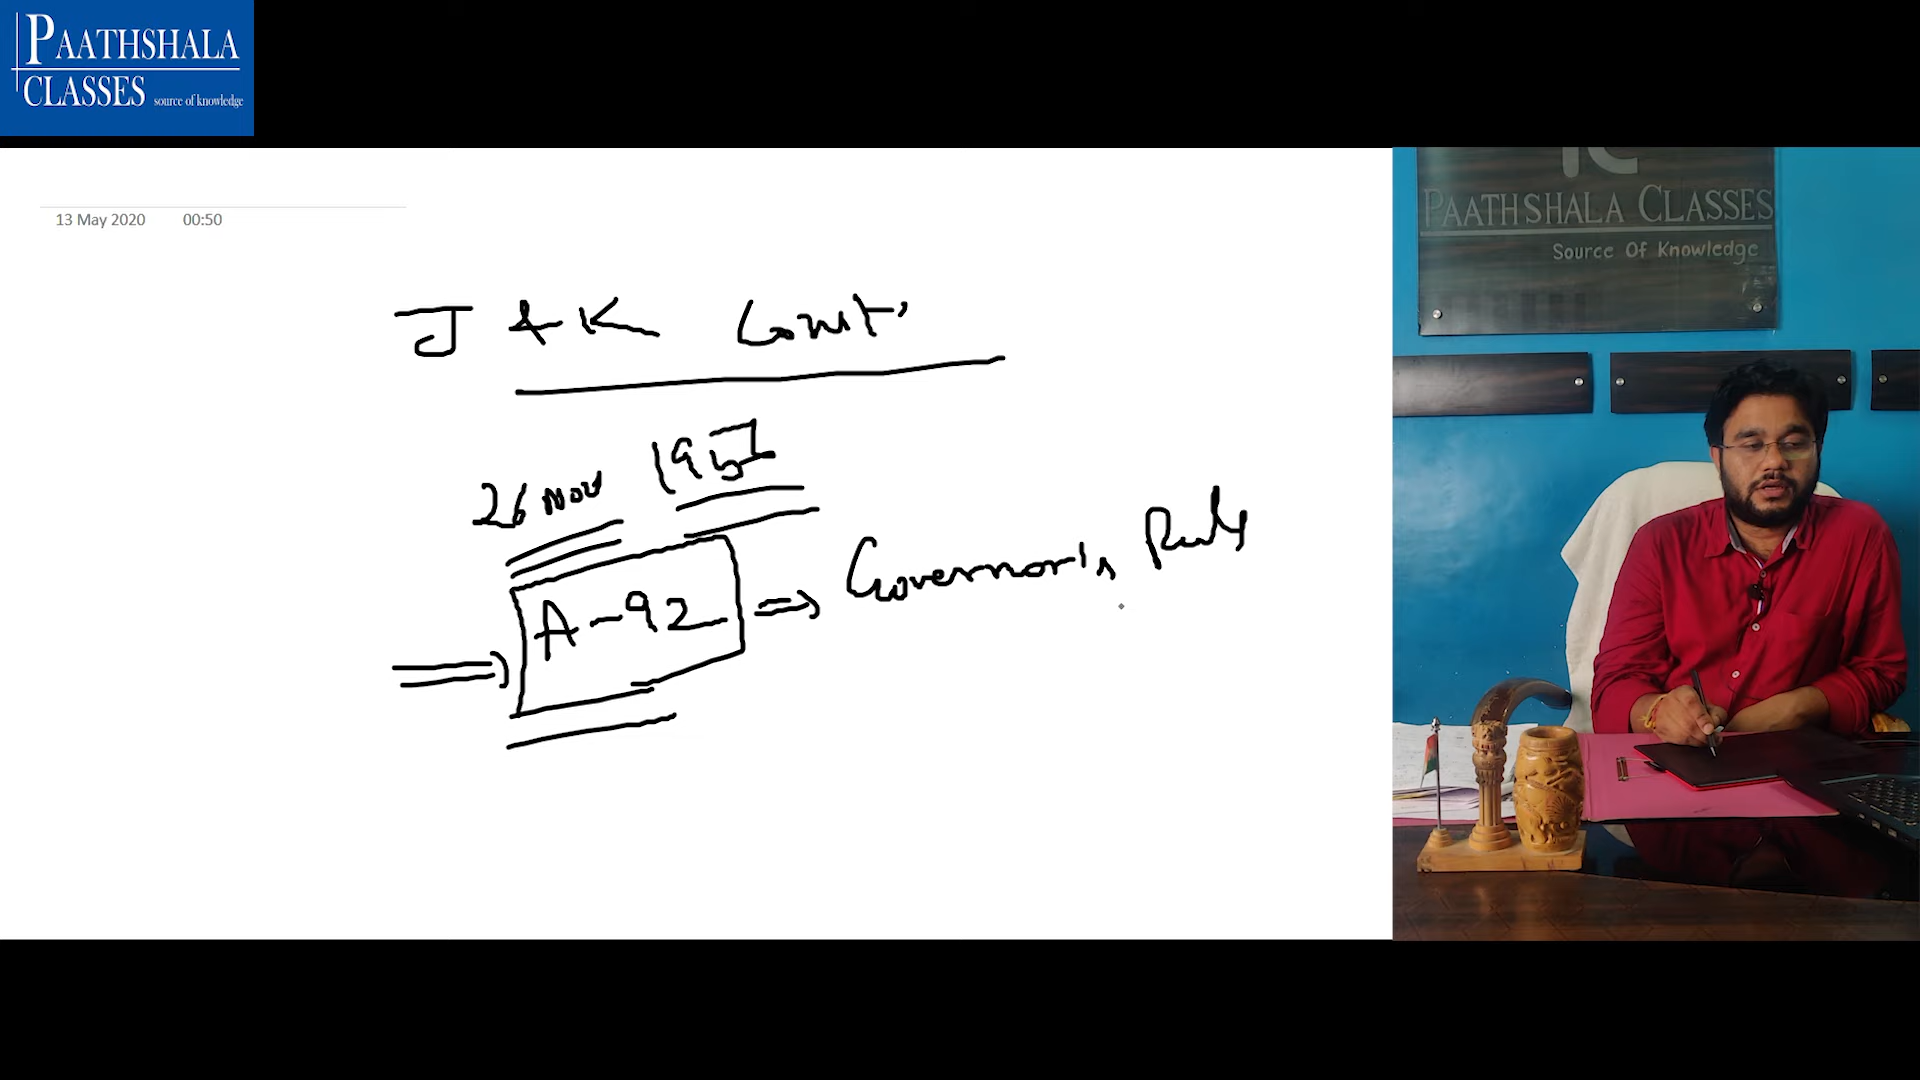 PAATHSHALA
CLASSES source of knowledge
13 May 2020 00:50
J & K Const'
26 Nov 1957
A-92 ⇒ Governor's Rule
PAATHSHALA CLASSES
Source Of Knowledge